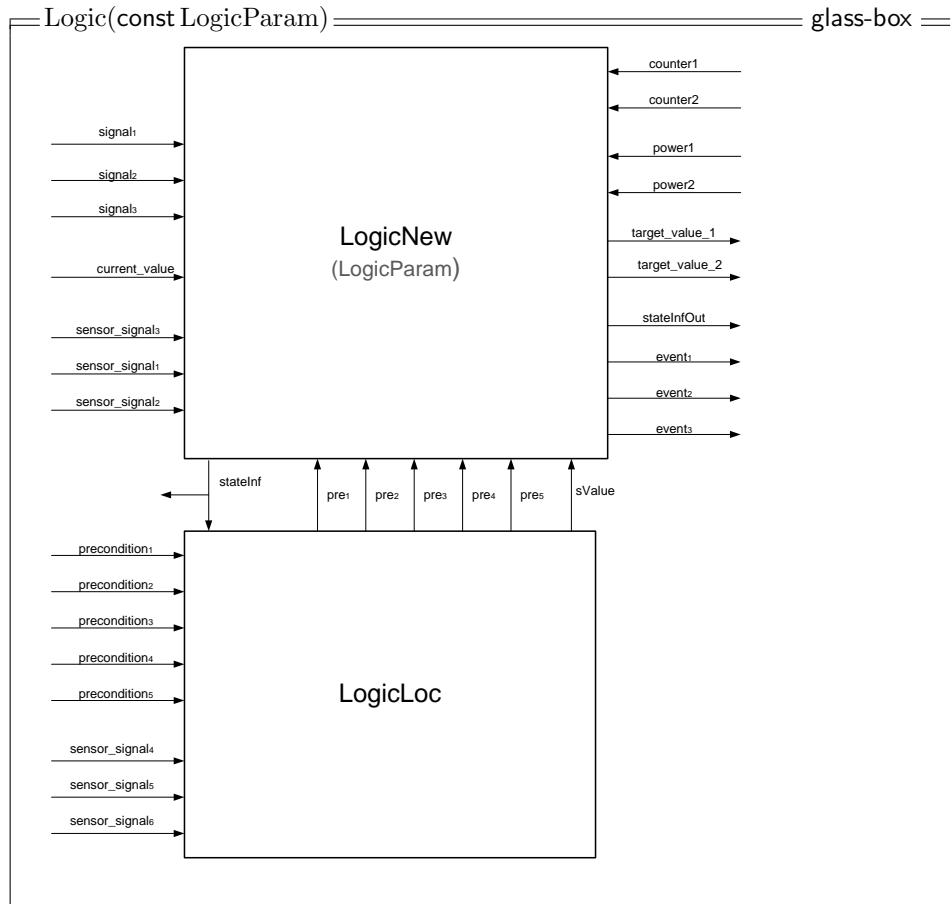 Logic(const LogicParam)
glass-box
signal₁
signal₂
signal₃
current_value
sensor_signal₃
sensor_signal₁
sensor_signal₂
LogicNew
(LogicParam)
counter1
counter2
power1
power2
target_value_1
target_value_2
stateInfOut
event₁
event₂
event₃
stateInf
pre₁
pre₂
pre₃
pre₄
pre₅
sValue
precondition₁
precondition₂
precondition₃
precondition₄
precondition₅
sensor_signal₄
sensor_signal₅
sensor_signal₆
LogicLoc